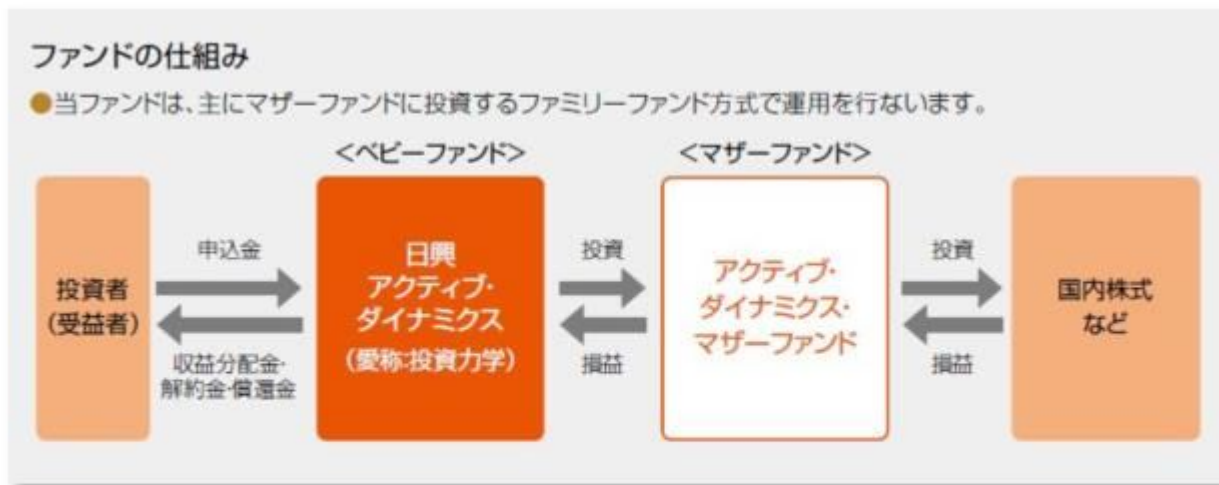 ファンドの仕組み
●当ファンドは、主にマザーファンドに投資するファミリーファンド方式で運用を行ないます。
<ベビーファンド>
<マザーファンド>
投資者
(受益者)
申込金
収益分配金・
解約金・償還金
日興
アクティブ・
ダイナミクス
(愛称:投資力学)
投資
損益
アクティブ・
ダイナミクス・
マザーファンド
投資
損益
国内株式
など